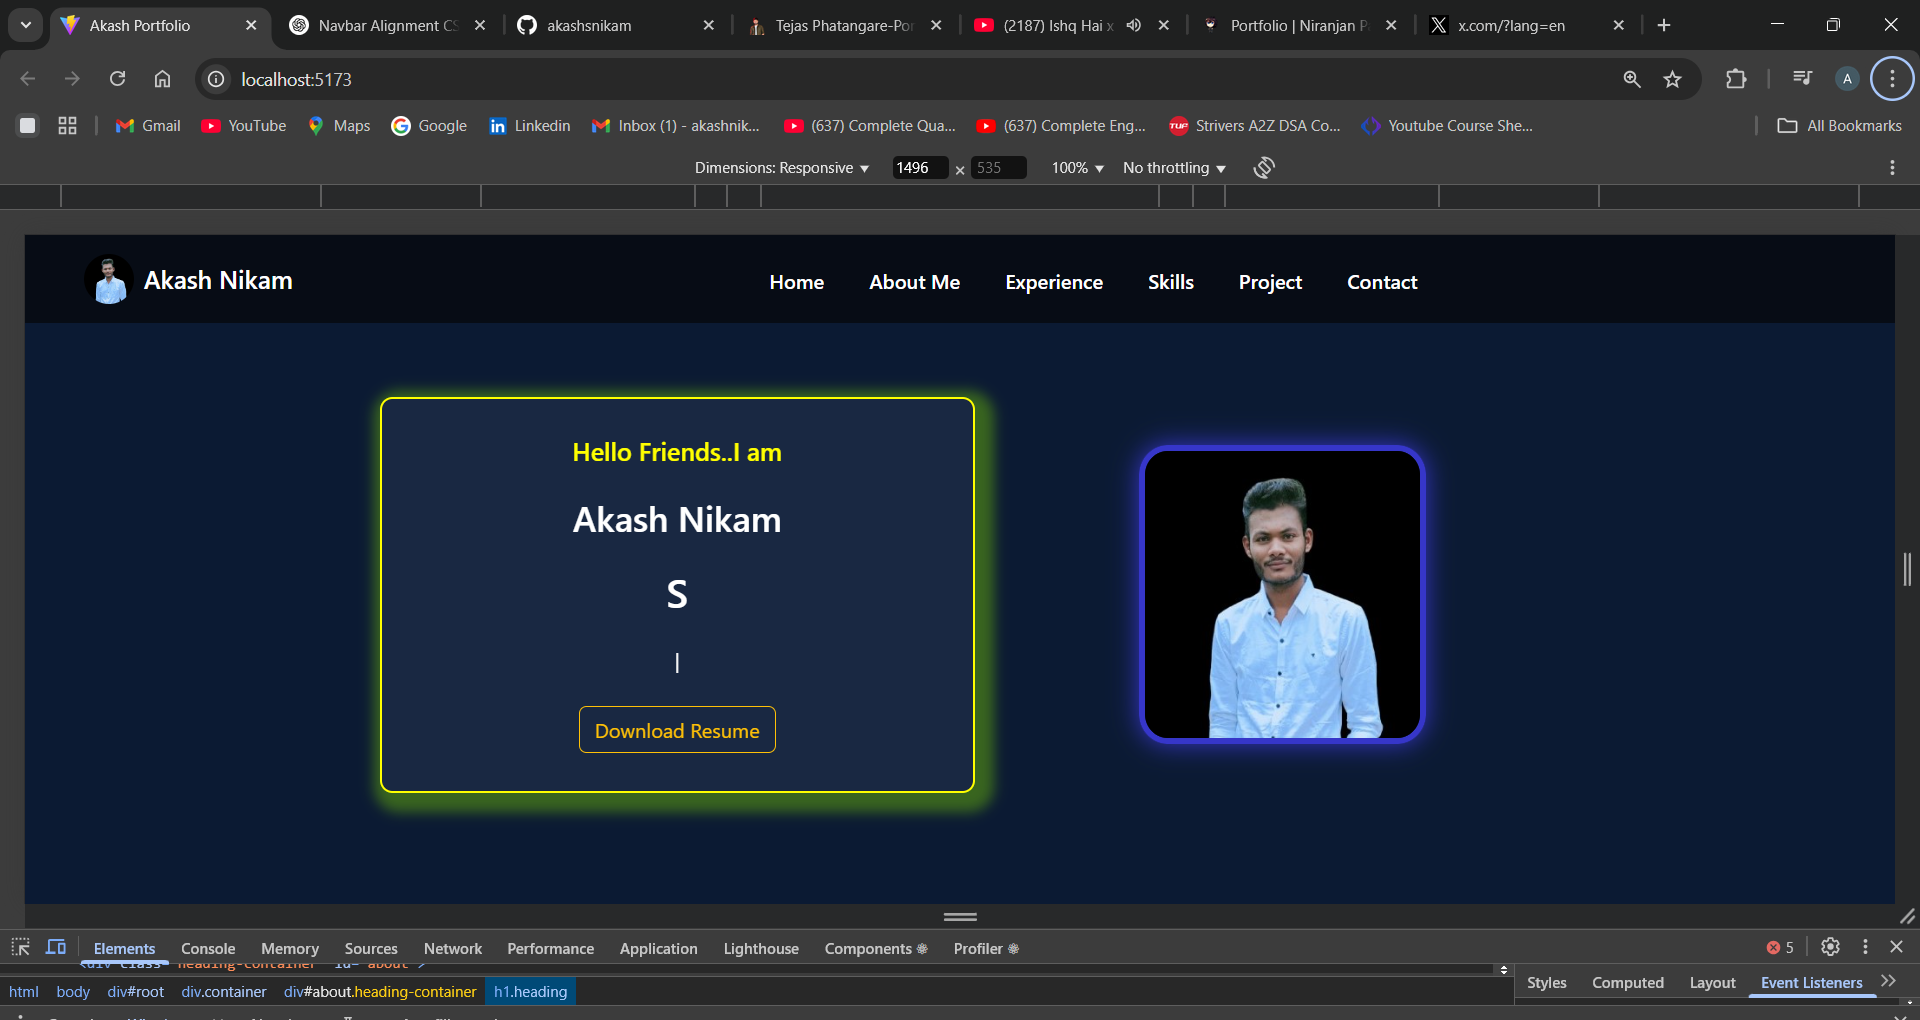 Akash Portfolio
Navbar Alignment CS
akashsnikam
Tejas Phatangare-Por
(2187) Ishq Hai x
Portfolio | Niranjan P
x.com/?lang=en
localhost:5173
A
Gmail
YouTube
Maps
Google
Linkedin
Inbox (1) - akashnik...
(637) Complete Qua...
(637) Complete Eng...
TUF
Strivers A2Z DSA Co...
Youtube Course She...
All Bookmarks
Dimensions: Responsive
1496 × 535
100%
No throttling
Akash Nikam
Home
About Me
Experience
Skills
Project
Contact
Hello Friends..I am
Akash Nikam
S
|
Download Resume
Elements
Console
Memory
Sources
Network
Performance
Application
Lighthouse
Components
Profiler
5
html
body
div#root
div.container
div#about.heading-container
h1.heading
Styles
Computed
Layout
Event Listeners